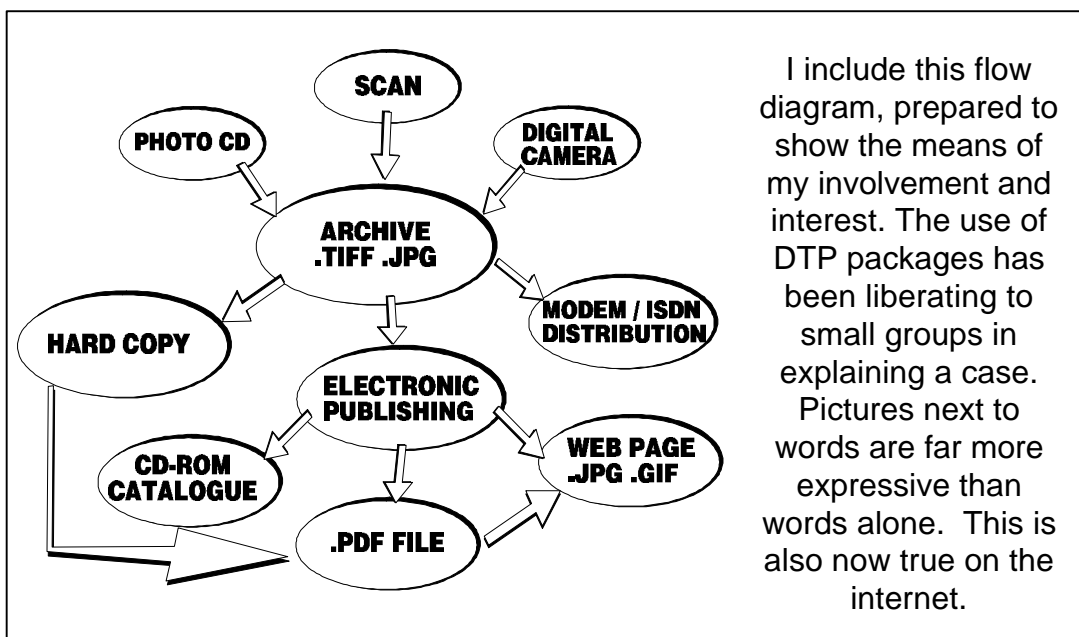 SCAN
PHOTO CD
DIGITAL
CAMERA
ARCHIVE
.TIFF .JPG
HARD COPY
MODEM / ISDN
DISTRIBUTION
ELECTRONIC
PUBLISHING
CD-ROM
CATALOGUE
WEB PAGE
.JPG .GIF
.PDF FILE
I include this flow
diagram, prepared to
show the means of
my involvement and
interest. The use of
DTP packages has
been liberating to
small groups in
explaining a case.
Pictures next to
words are far more
expressive than
words alone.  This is
also now true on the
internet.